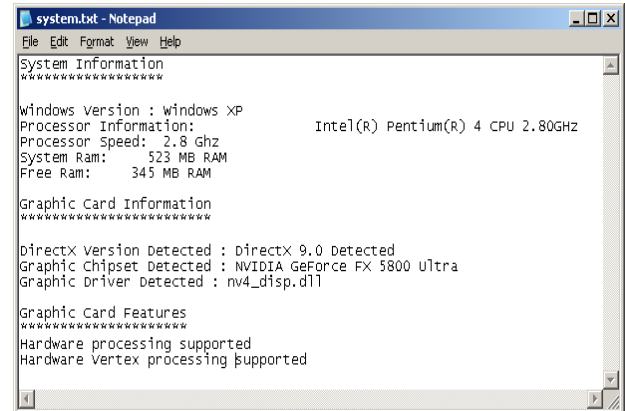 system.txt - Notepad
File Edit Format View Help
System Information
******************
Windows Version : Windows XP
Processor Information: Intel(R) Pentium(R) 4 CPU 2.80GHz
Processor Speed: 2.8 Ghz
System Ram: 523 MB RAM
Free Ram: 345 MB RAM
Graphic Card Information
************************
DirectX Version Detected : DirectX 9.0 Detected
Graphic Chipset Detected : NVIDIA GeForce FX 5800 Ultra
Graphic Driver Detected : nv4_disp.dll
Graphic Card Features
*********************
Hardware processing supported
Hardware Vertex processing supported